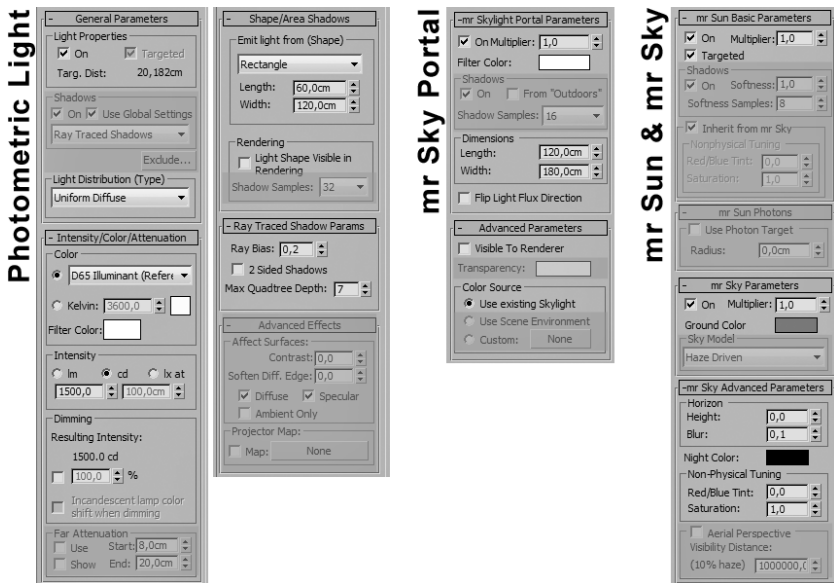 Photometric Light
- General Parameters
Light Properties
On Targeted
Targ. Dist: 20,182cm
Shadows
On Use Global Settings
Ray Traced Shadows
Exclude...
Light Distribution (Type)
Uniform Diffuse
- Intensity/Color/Attenuation
Color
D65 Illuminant (Refere
Kelvin: 3600,0
Filter Color:
Intensity
lm cd lx at
1500,0 100,0cm
Dimming
Resulting Intensity:
1500.0 cd
100,0 %
Incandescent lamp color
shift when dimming
Far Attenuation
Use Start: 8,0cm
Show End: 20,0cm
- Shape/Area Shadows
Emit light from (Shape)
Rectangle
Length: 60,0cm
Width: 120,0cm
Rendering
Light Shape Visible in
Rendering
Shadow Samples: 32
- Ray Traced Shadow Params
Ray Bias: 0,2
2 Sided Shadows
Max Quadtree Depth: 7
- Advanced Effects
Affect Surfaces:
Contrast: 0,0
Soften Diff. Edge: 0,0
Diffuse Specular
Ambient Only
Projector Map:
Map: None
mr Sky Portal
-mr Skylight Portal Parameters
On Multiplier: 1,0
Filter Color:
Shadows
On From "Outdoors"
Shadow Samples: 16
Dimensions
Length: 120,0cm
Width: 180,0cm
Flip Light Flux Direction
- Advanced Parameters
Visible To Renderer
Transparency:
Color Source
Use existing Skylight
Use Scene Environment
Custom: None
mr Sun & mr Sky
- mr Sun Basic Parameters
On Multiplier: 1,0
Targeted
Shadows
On Softness: 1,0
Softness Samples: 8
Inherit from mr Sky
Nonphysical Tuning
Red/Blue Tint: 0,0
Saturation: 1,0
- mr Sun Photons
Use Photon Target
Radius: 0,0cm
- mr Sky Parameters
On Multiplier: 1,0
Ground Color
Sky Model
Haze Driven
-mr Sky Advanced Parameters
Horizon
Height: 0,0
Blur: 0,1
Night Color:
Non-Physical Tuning
Red/Blue Tint: 0,0
Saturation: 1,0
Aerial Perspective
Visibility Distance:
(10% haze) 1000000,(